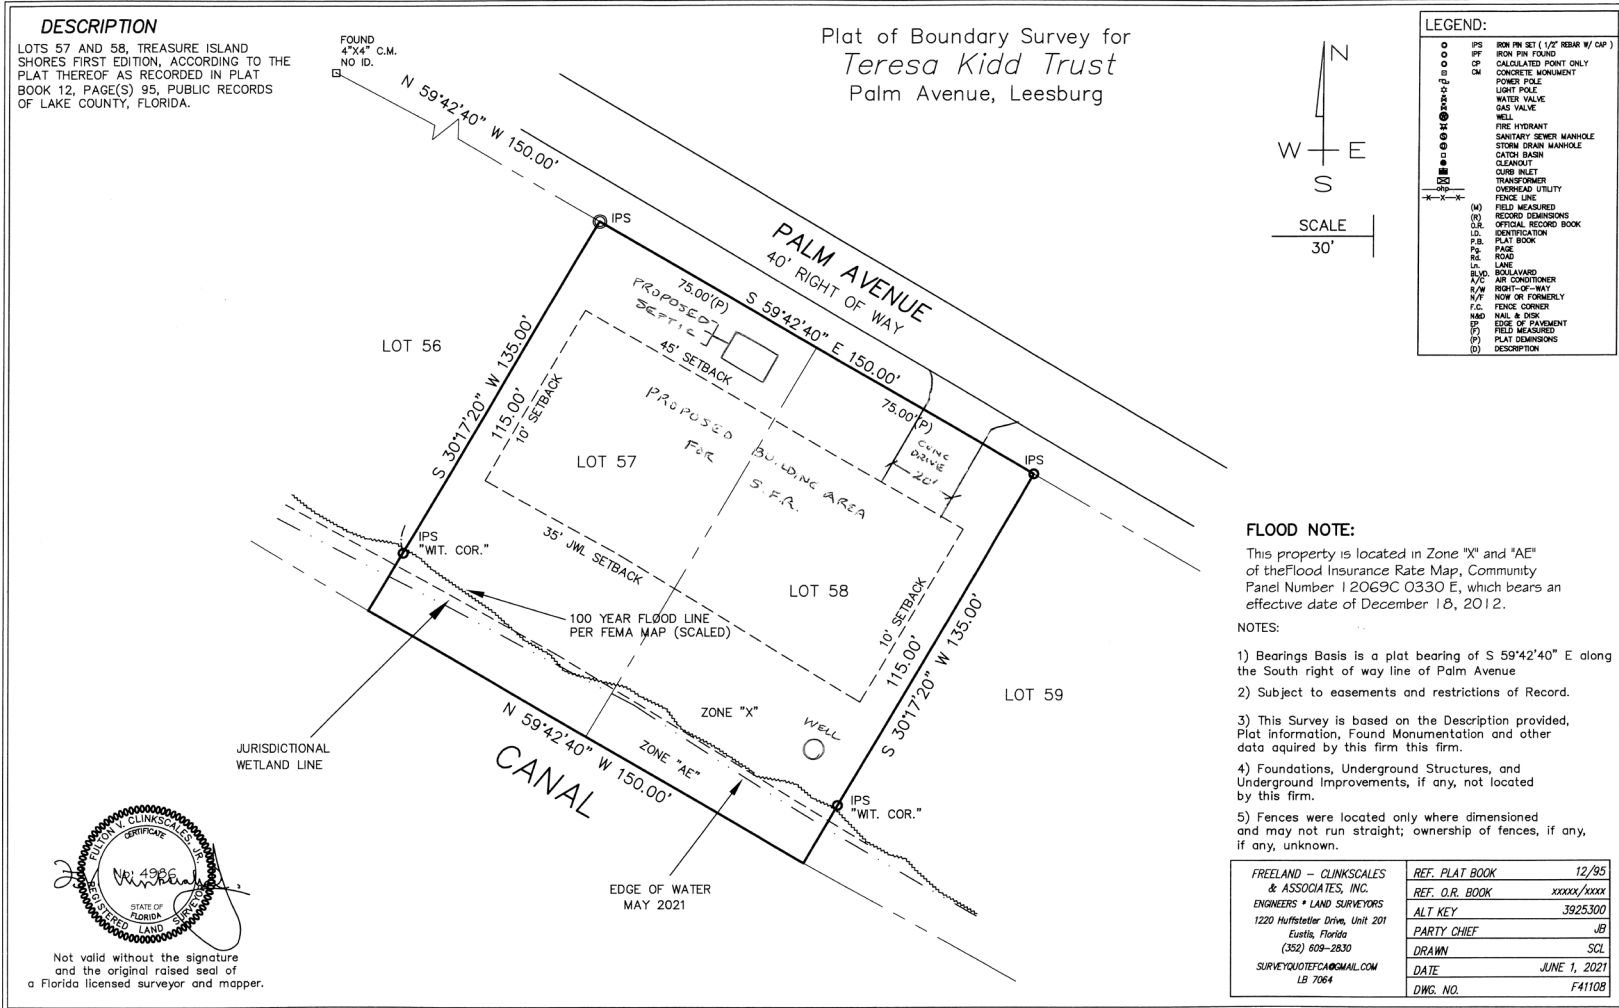 DESCRIPTION
LOTS 57 AND 58, TREASURE ISLAND
SHORES FIRST EDITION, ACCORDING TO THE
PLAT THEREOF AS RECORDED IN PLAT
BOOK 12, PAGE(S) 95, PUBLIC RECORDS
OF LAKE COUNTY, FLORIDA.
FOUND
4"X4" C.M.
NO ID.
N 59°42'40" W 150.00'
Plat of Boundary Survey for
Teresa Kidd Trust
Palm Avenue, Leesburg
N
W E
S
SCALE
30'
LEGEND:
IPS IRON PIN SET ( 1/2" REBAR W/ CAP )
IPF IRON PIN FOUND
CP CALCULATED POINT ONLY
CM CONCRETE MONUMENT
POWER POLE
LIGHT POLE
WATER VALVE
GAS VALVE
WELL
FIRE HYDRANT
SANITARY SEWER MANHOLE
STORM DRAIN MANHOLE
CATCH BASIN
CLEANOUT
CURB INLET
TRANSFORMER
ohp OVERHEAD UTILITY
X X X FENCE LINE
(M) FIELD MEASURED
(R) RECORD DEMINSIONS
O.R. OFFICIAL RECORD BOOK
I.D. IDENTIFICATION
P.B. PLAT BOOK
Pg. PAGE
Rd. ROAD
Ln. LANE
BLVD. BOULAVARD
A/C AIR CONDITIONER
R/W RIGHT-OF-WAY
N/F NOW OR FORMERLY
F.C. FENCE CORNER
N&D NAIL & DISK
EP EDGE OF PAVEMENT
(F) FIELD MEASURED
(P) PLAT DEMINSIONS
(D) DESCRIPTION
IPS
PALM AVENUE
40' RIGHT OF WAY
S 59°42'40" E 150.00'
75.00'(P)
PROPOSED
SEPTIC
45' SETBACK
75.00'(P)
CONC
DRIVE
20'
IPS
LOT 56
S 30°17'20" W 135.00'
115.00'
10' SETBACK
PROPOSED BUILDING AREA
FOR S.F.R.
LOT 57
IPS
"WIT. COR."
35' JWL SETBACK
LOT 58
10' SETBACK
115.00'
S 30°17'20" W 135.00'
LOT 59
100 YEAR FLOOD LINE
PER FEMA MAP (SCALED)
ZONE "X"
WELL
ZONE "AE"
N 59°42'40" W 150.00'
CANAL
JURISDICTIONAL
WETLAND LINE
IPS
"WIT. COR."
EDGE OF WATER
MAY 2021
FULTON V. CLINKSCALES, JR.
CERTIFICATE
No. 4986
STATE OF
FLORIDA
REGISTERED LAND SURVEYOR
Not valid without the signature
and the original raised seal of
a Florida licensed surveyor and mapper.
FLOOD NOTE:
This property is located in Zone "X" and "AE"
of theFlood Insurance Rate Map, Community
Panel Number 12069C 0330 E, which bears an
effective date of December 18, 2012.
NOTES:
1) Bearings Basis is a plat bearing of S 59°42'40" E along
the South right of way line of Palm Avenue
2) Subject to easements and restrictions of Record.
3) This Survey is based on the Description provided,
Plat information, Found Monumentation and other
data aquired by this firm this firm.
4) Foundations, Underground Structures, and
Underground Improvements, if any, not located
by this firm.
5) Fences were located only where dimensioned
and may not run straight; ownership of fences, if any,
if any, unknown.
FREELAND – CLINKSCALES
& ASSOCIATES, INC.
ENGINEERS * LAND SURVEYORS
1220 Huffstetler Drive, Unit 201
Eustis, Florida
(352) 609–2830
SURVEYQUOTEFCA@GMAIL.COM
LB 7064
REF. PLAT BOOK 12/95
REF. O.R. BOOK xxxxx/xxxx
ALT KEY 3925300
PARTY CHIEF JB
DRAWN SCL
DATE JUNE 1, 2021
DWG. NO. F41108